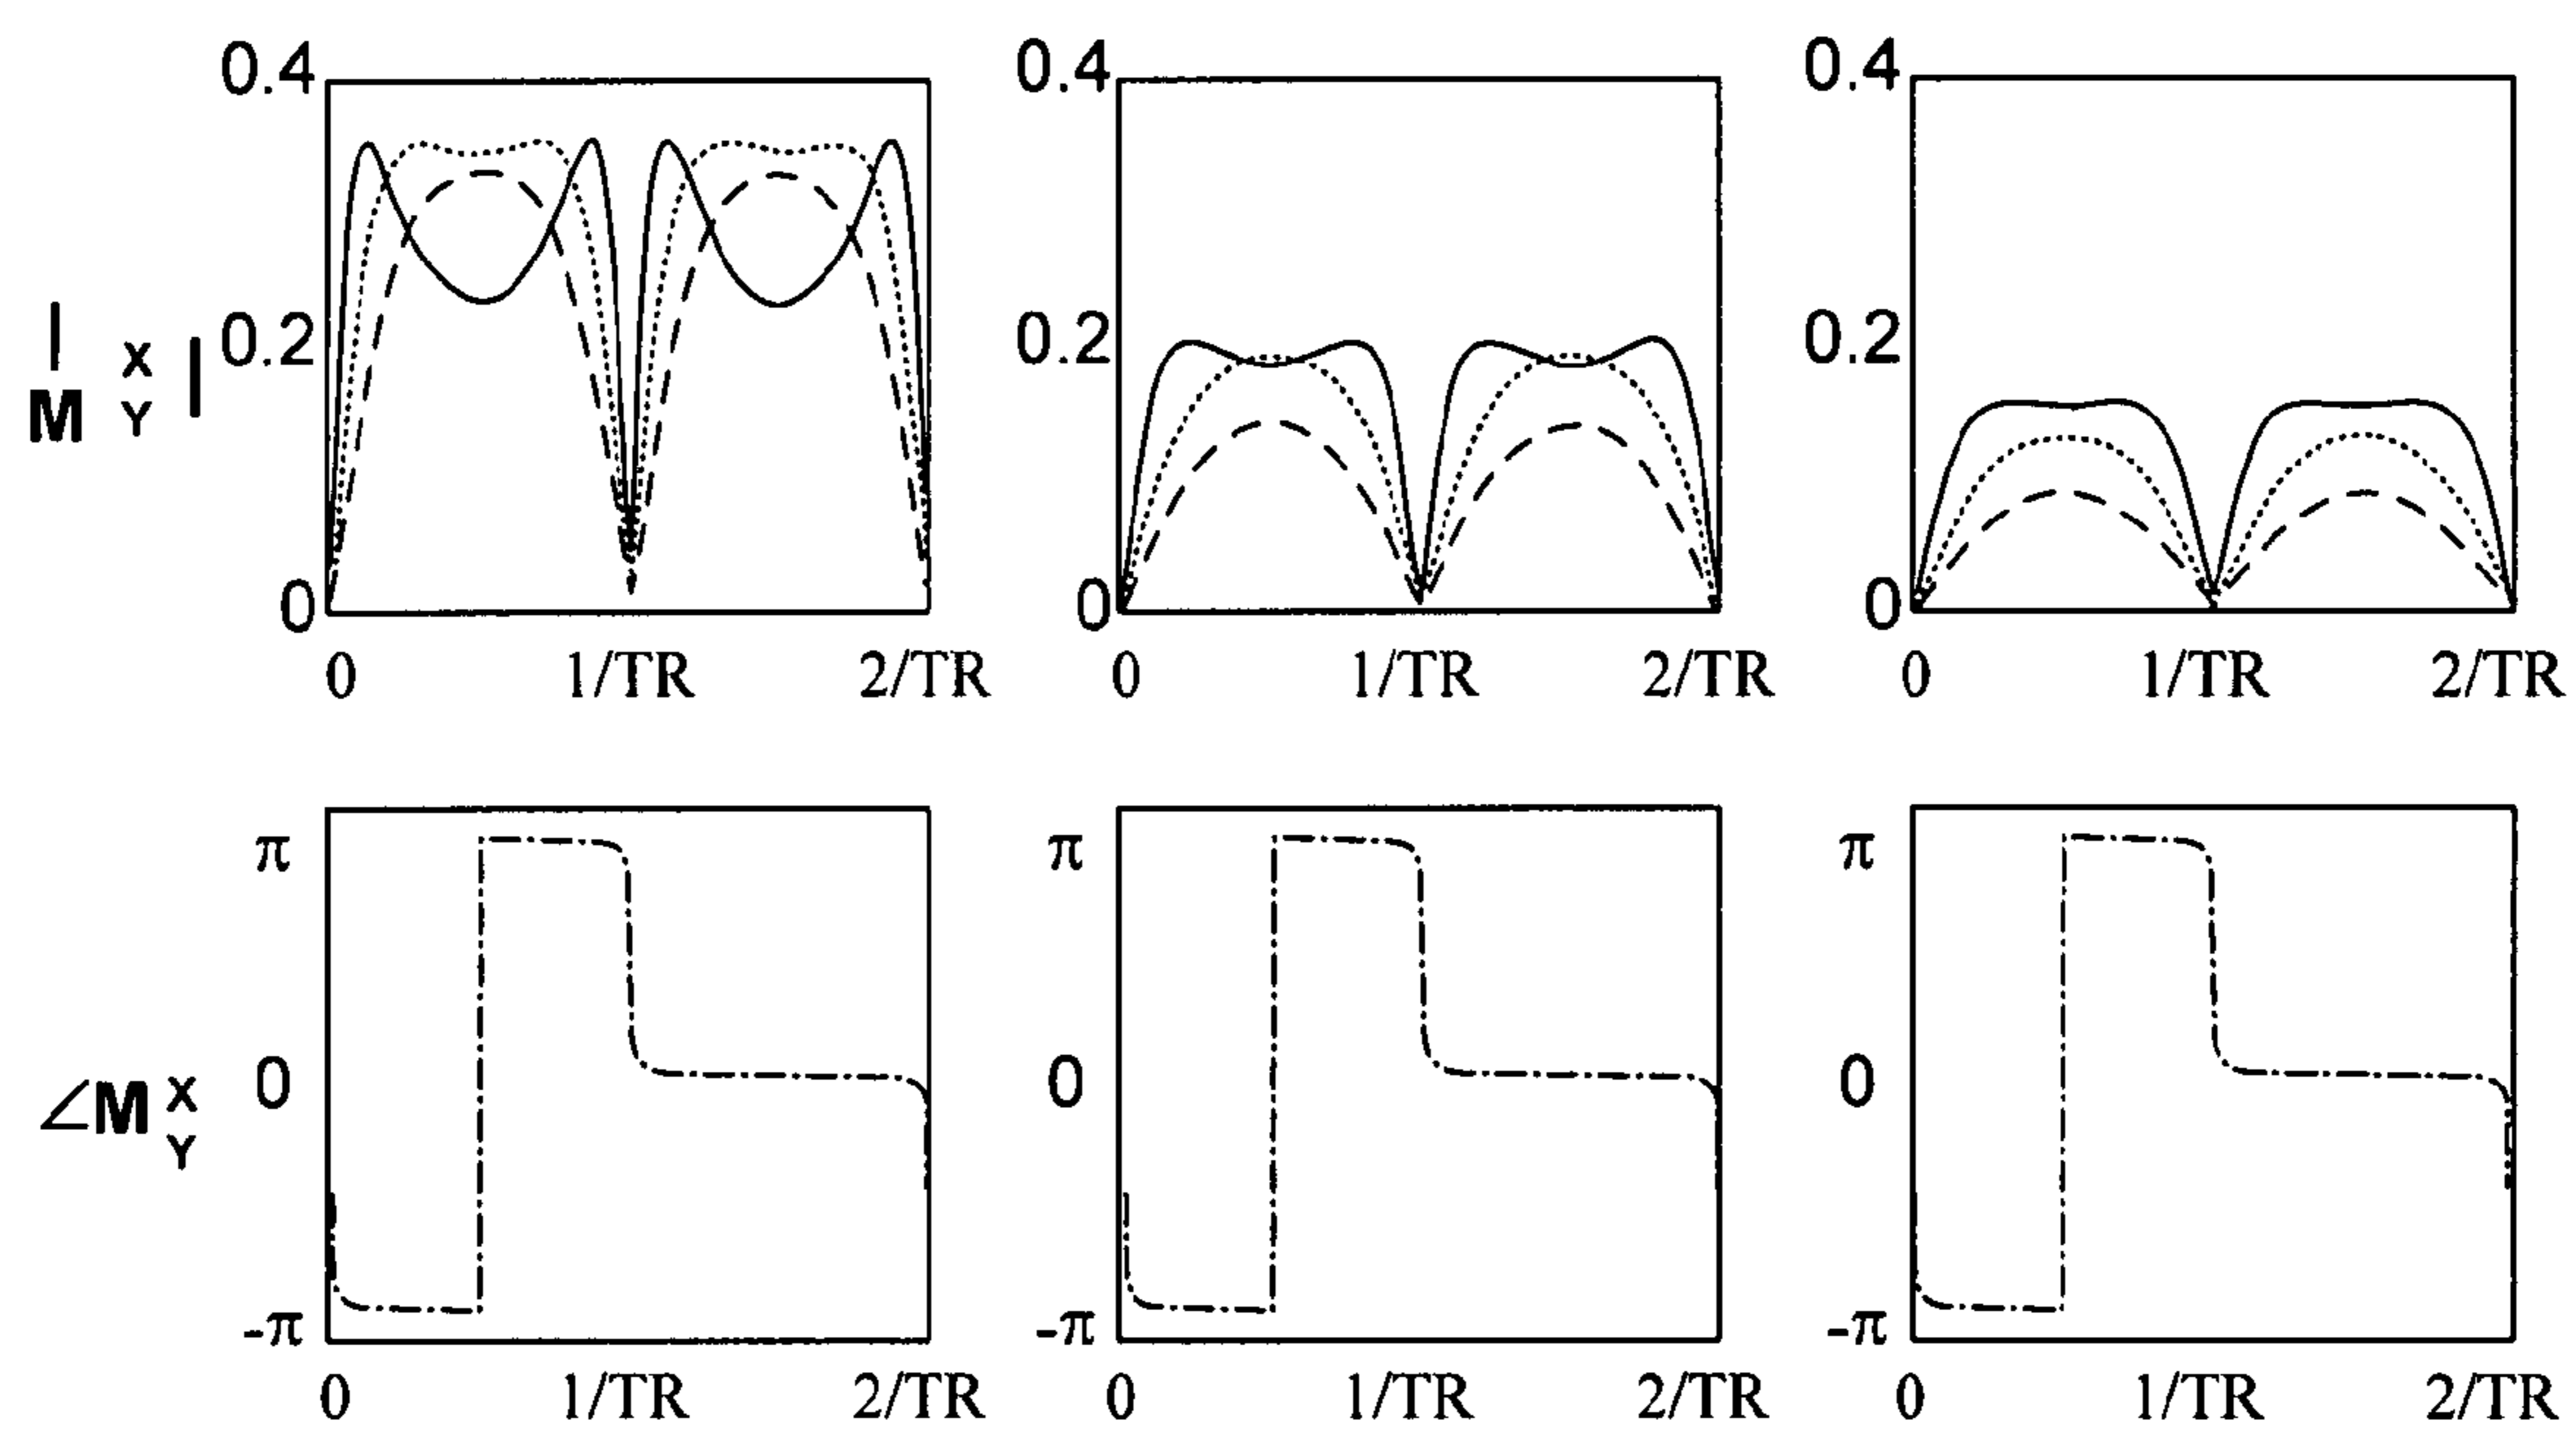 0.4 0.4 0.4
|M X Y| 0.2 0.2 0.2
0 0 0
0 1/TR 2/TR 0 1/TR 2/TR 0 1/TR 2/TR
π π π
∠M X Y 0 0 0
-π -π -π
0 1/TR 2/TR 0 1/TR 2/TR 0 1/TR 2/TR